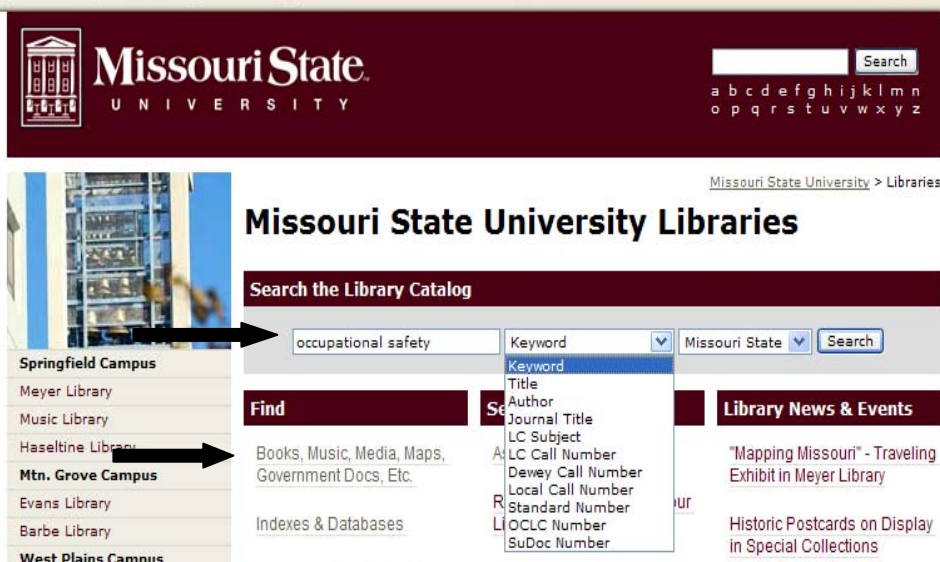 Missouri State
UNIVERSITY
Search
a b c d e f g h i j k l m n
o p q r s t u v w x y z
Missouri State University > Libraries
Missouri State University Libraries
Search the Library Catalog
occupational safety Keyword Missouri State Search
Keyword
Title
Author
Journal Title
LC Subject
LC Call Number
Dewey Call Number
Local Call Number
Standard Number
OCLC Number
SuDoc Number
Springfield Campus
Meyer Library
Music Library
Haseltine Library
Mtn. Grove Campus
Evans Library
Barbe Library
West Plains Campus
Find
Books, Music, Media, Maps,
Government Docs, Etc.
Indexes & Databases
Library News & Events
"Mapping Missouri" - Traveling
Exhibit in Meyer Library
Historic Postcards on Display
in Special Collections